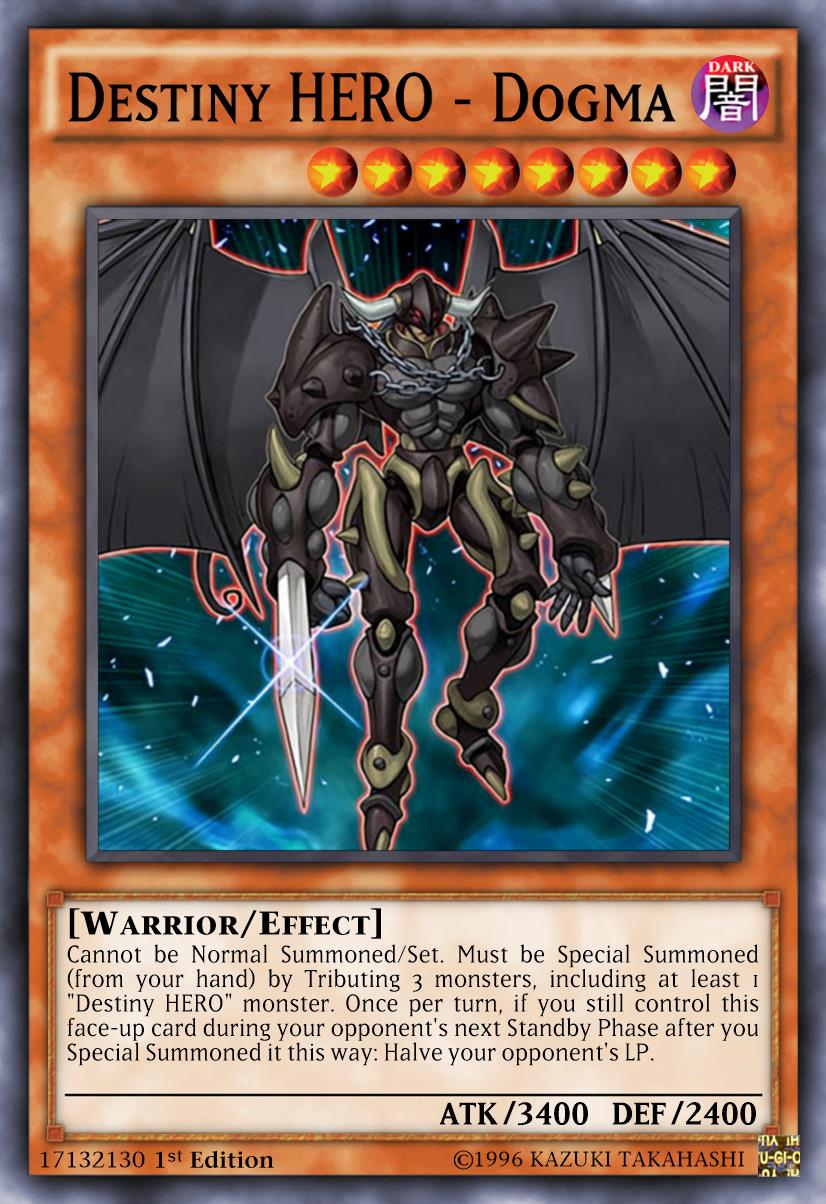 Destiny HERO - Dogma
DARK
闇
[Warrior/Effect]
Cannot be Normal Summoned/Set. Must be Special Summoned
(from your hand) by Tributing 3 monsters, including at least 1
"Destiny HERO" monster. Once per turn, if you still control this
face-up card during your opponent's next Standby Phase after you
Special Summoned it this way: Halve your opponent's LP.
ATK/3400 DEF/2400
17132130 1st Edition ©1996 KAZUKI TAKAHASHI